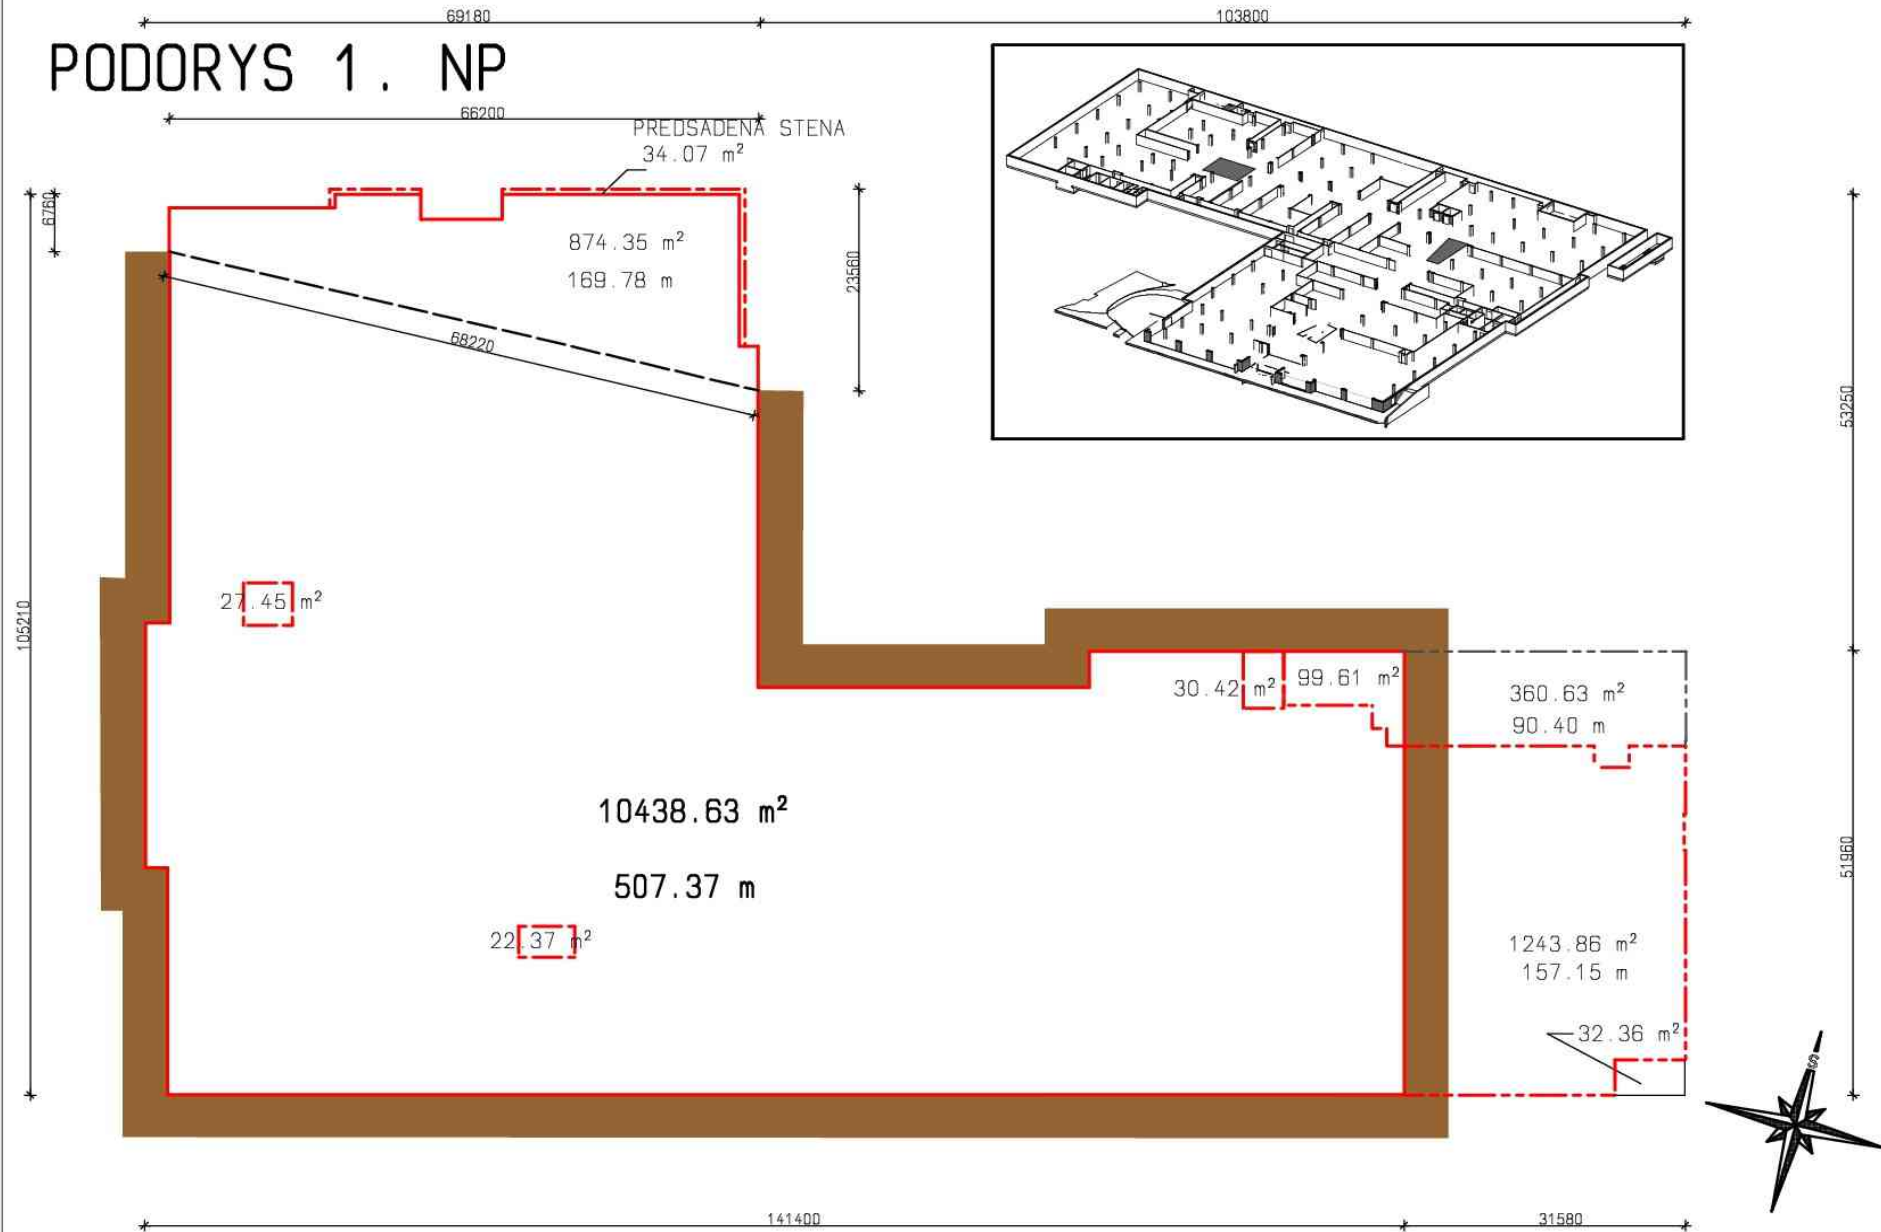 69180
103800
PODORYS 1. NP
66200
PREDSADENÁ STENA
34.07 m²
6760
874.35 m²
169.78 m
23560
68220
53250
27.45 m²
105210
30.42 m²
99.61 m²
360.63 m²
90.40 m
10438.63 m²
507.37 m
51960
22.37 m²
1243.86 m²
157.15 m
32.36 m²
S
141400
31580